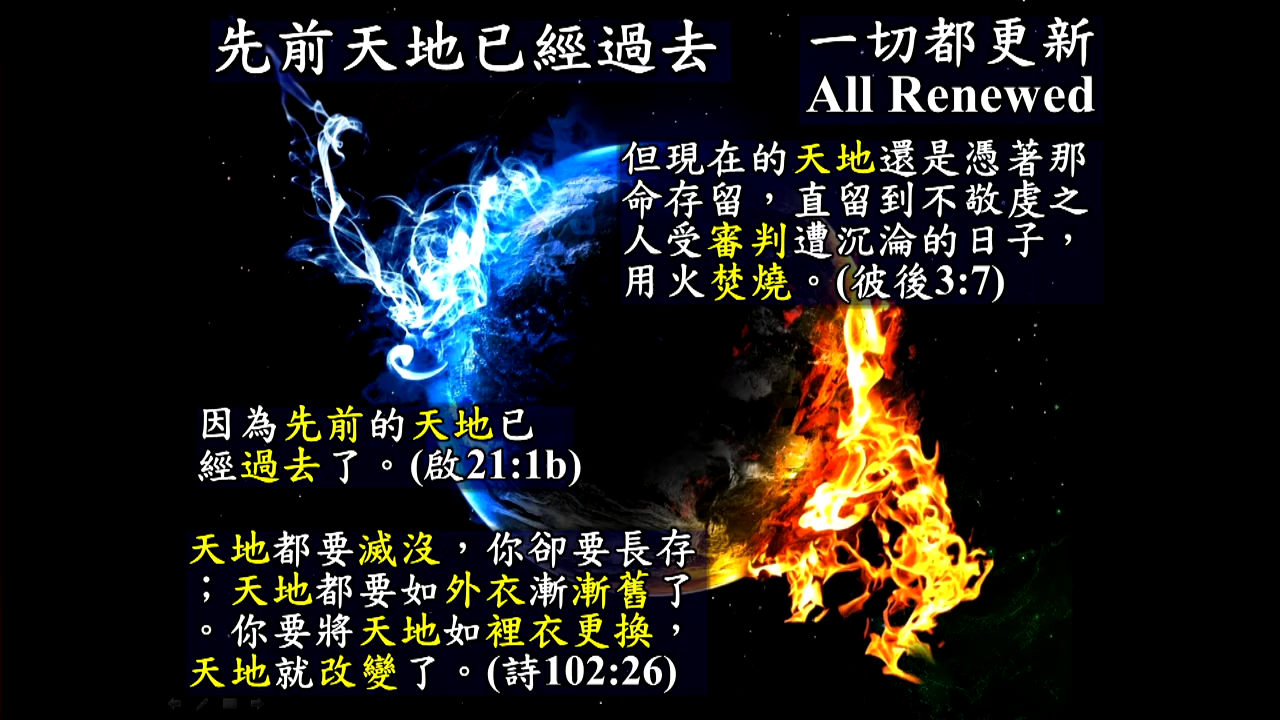 先前天地已經過去
一切都更新
All Renewed
但現在的天地還是憑著那
命存留，直留到不敬虔之
人受審判遭沉淪的日子，
用火焚燒。(彼後3:7)
因為先前的天地已
經過去了。(啟21:1b)
天地都要滅沒，你卻要長存
；天地都要如外衣漸漸舊了
。你要將天地如裡衣更換，
天地就改變了。(詩102:26)